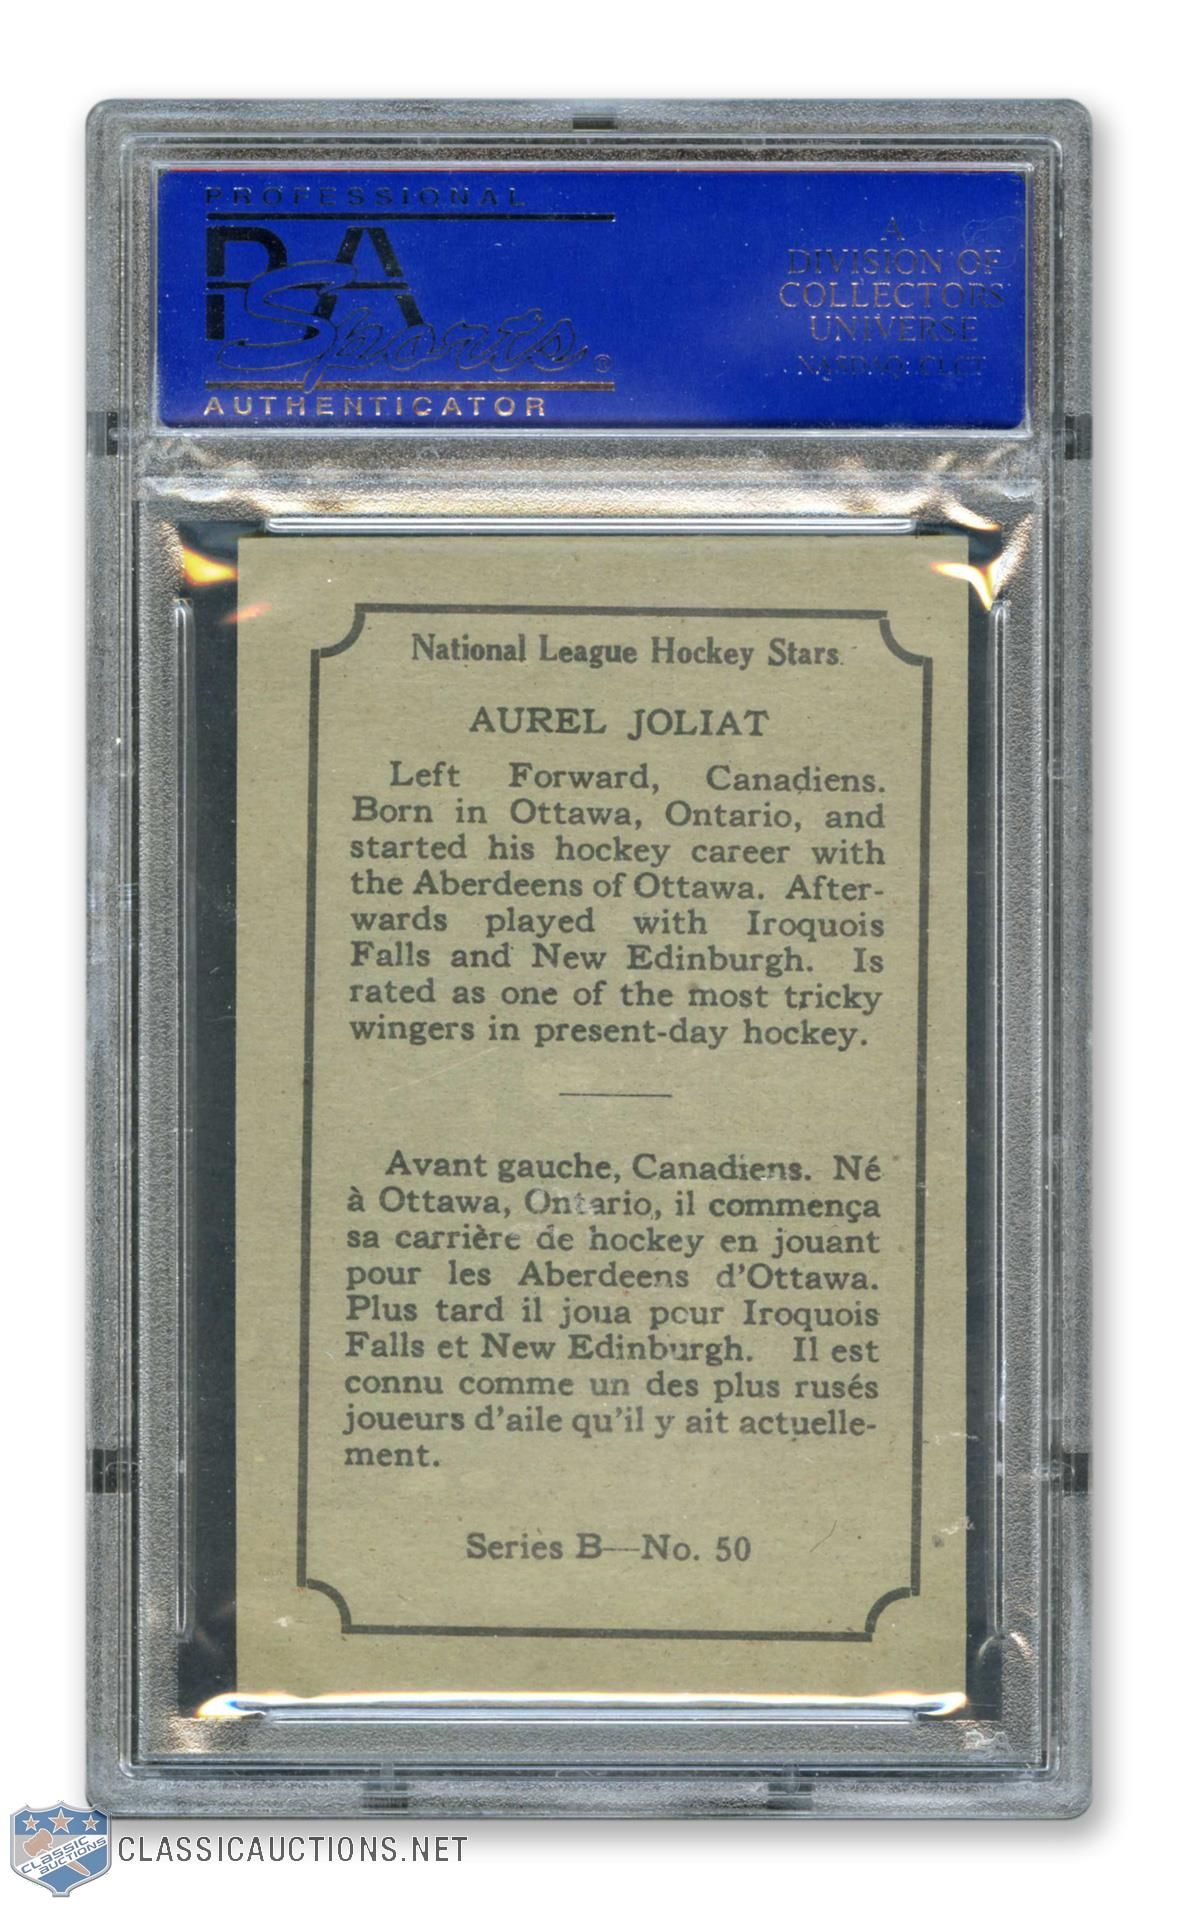 PROFESSIONAL
PSA
Sports®
AUTHENTICATOR
A
DIVISION OF
COLLECTORS
UNIVERSE
NASDAQ: CLCT
National League Hockey Stars.
AUREL JOLIAT
Left Forward, Canadiens.
Born in Ottawa, Ontario, and
started his hockey career with
the Aberdeens of Ottawa. After-
wards played with Iroquois
Falls and New Edinburgh. Is
rated as one of the most tricky
wingers in present-day hockey.
Avant gauche, Canadiens. Né
à Ottawa, Ontario, il commença
sa carrière de hockey en jouant
pour les Aberdeens d'Ottawa.
Plus tard il joua pour Iroquois
Falls et New Edinburgh. Il est
connu comme un des plus rusés
joueurs d'aile qu'il y ait actuelle-
ment.
Series B—No. 50
PSA
CLASSIC
AUCTIONS
CLASSICAUCTIONS.NET